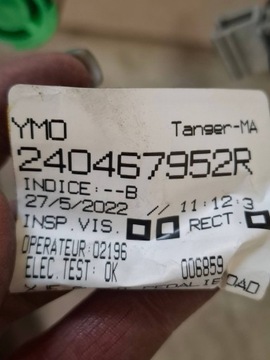 YMO Tanger-MA
240467952R
INDICE:--B
27/5/2022 // 11:12:3
INSP.VIS. RECT.
OPERATEUR:02196
ELEC.TEST: OK 006859